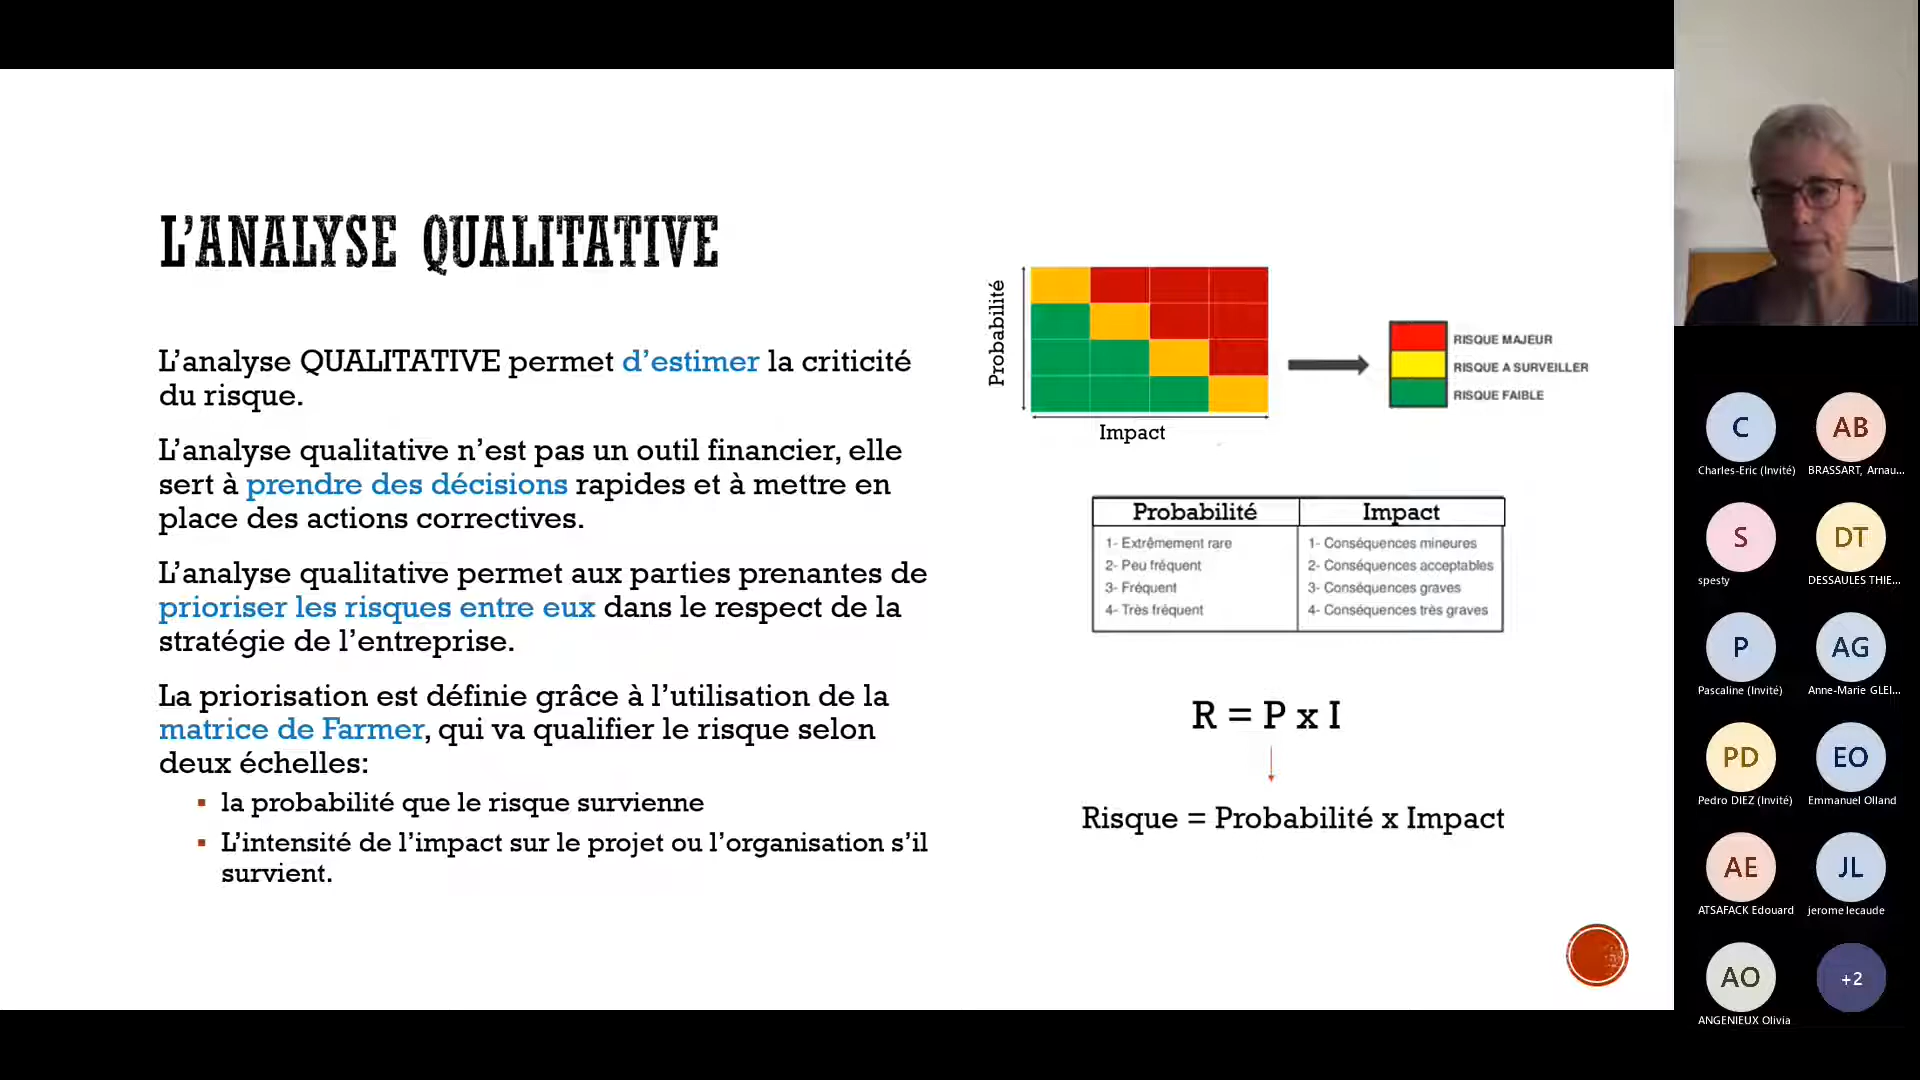 L’ANALYSE QUALITATIVE
L’analyse QUALITATIVE permet d’estimer la criticité
du risque.
L’analyse qualitative n’est pas un outil financier, elle
sert à prendre des décisions rapides et à mettre en
place des actions correctives.
L’analyse qualitative permet aux parties prenantes de
prioriser les risques entre eux dans le respect de la
stratégie de l’entreprise.
La priorisation est définie grâce à l’utilisation de la
matrice de Farmer, qui va qualifier le risque selon
deux échelles:
▪ la probabilité que le risque survienne
▪ L’intensité de l’impact sur le projet ou l’organisation s’il
survient.
Probabilité
Impact
RISQUE MAJEUR
RISQUE A SURVEILLER
RISQUE FAIBLE
Probabilité Impact
1- Extrêmement rare 1- Conséquences mineures
2- Peu fréquent 2- Conséquences acceptables
3- Fréquent 3- Conséquences graves
4- Très fréquent 4- Conséquences très graves
R = P x I
Risque = Probabilité x Impact
C AB
Charles-Eric (Invité) BRASSART, Arnau...
S DT
spesty DESSAULES THIE...
P AG
Pascaline (Invité) Anne-Marie GLEI...
PD EO
Pedro DIEZ (Invité) Emmanuel Olland
AE JL
ATSAFACK Edouard jerome lecaude
AO +2
ANGENIEUX Olivia